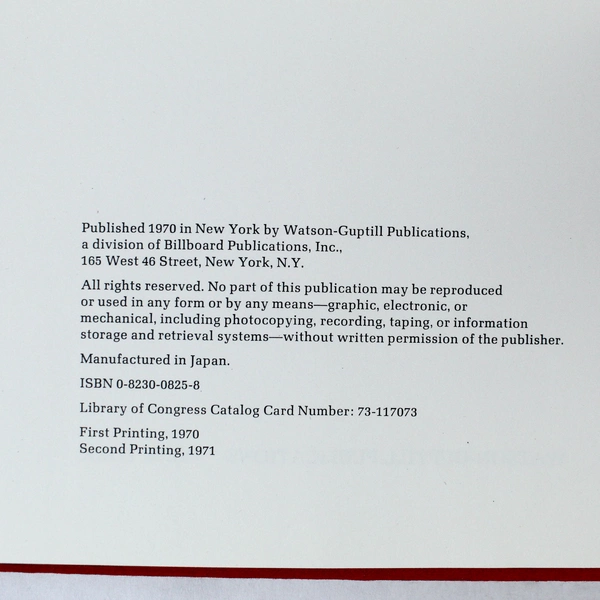 Published 1970 in New York by Watson-Guptill Publications,
a division of Billboard Publications, Inc.,
165 West 46 Street, New York, N.Y.
All rights reserved. No part of this publication may be reproduced
or used in any form or by any means—graphic, electronic, or
mechanical, including photocopying, recording, taping, or information
storage and retrieval systems—without written permission of the publisher.
Manufactured in Japan.
ISBN 0-8230-0825-8
Library of Congress Catalog Card Number: 73-117073
First Printing, 1970
Second Printing, 1971